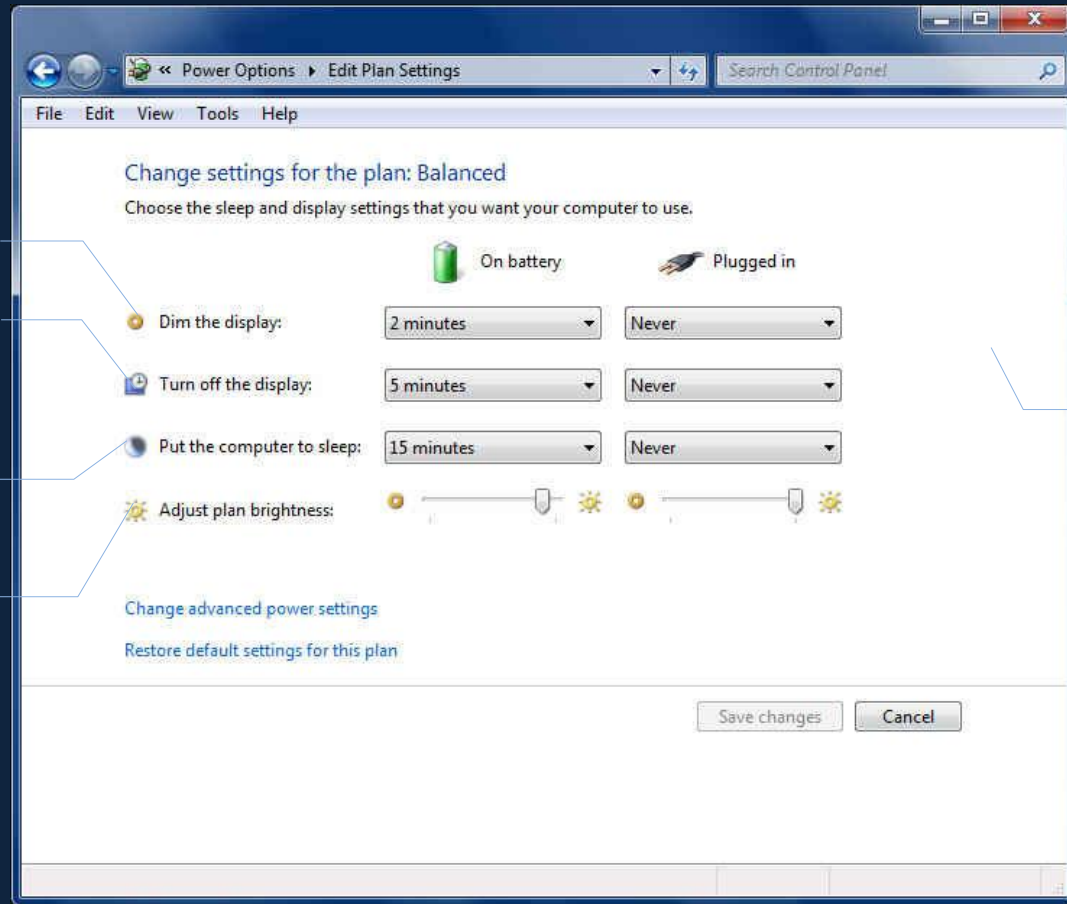 « Power Options ▸ Edit Plan Settings Search Control Panel
File Edit View Tools Help
Change settings for the plan: Balanced
Choose the sleep and display settings that you want your computer to use.
On battery Plugged in
Dim the display: 2 minutes Never
Turn off the display: 5 minutes Never
Put the computer to sleep: 15 minutes Never
Adjust plan brightness:
Change advanced power settings
Restore default settings for this plan
Save changes Cancel